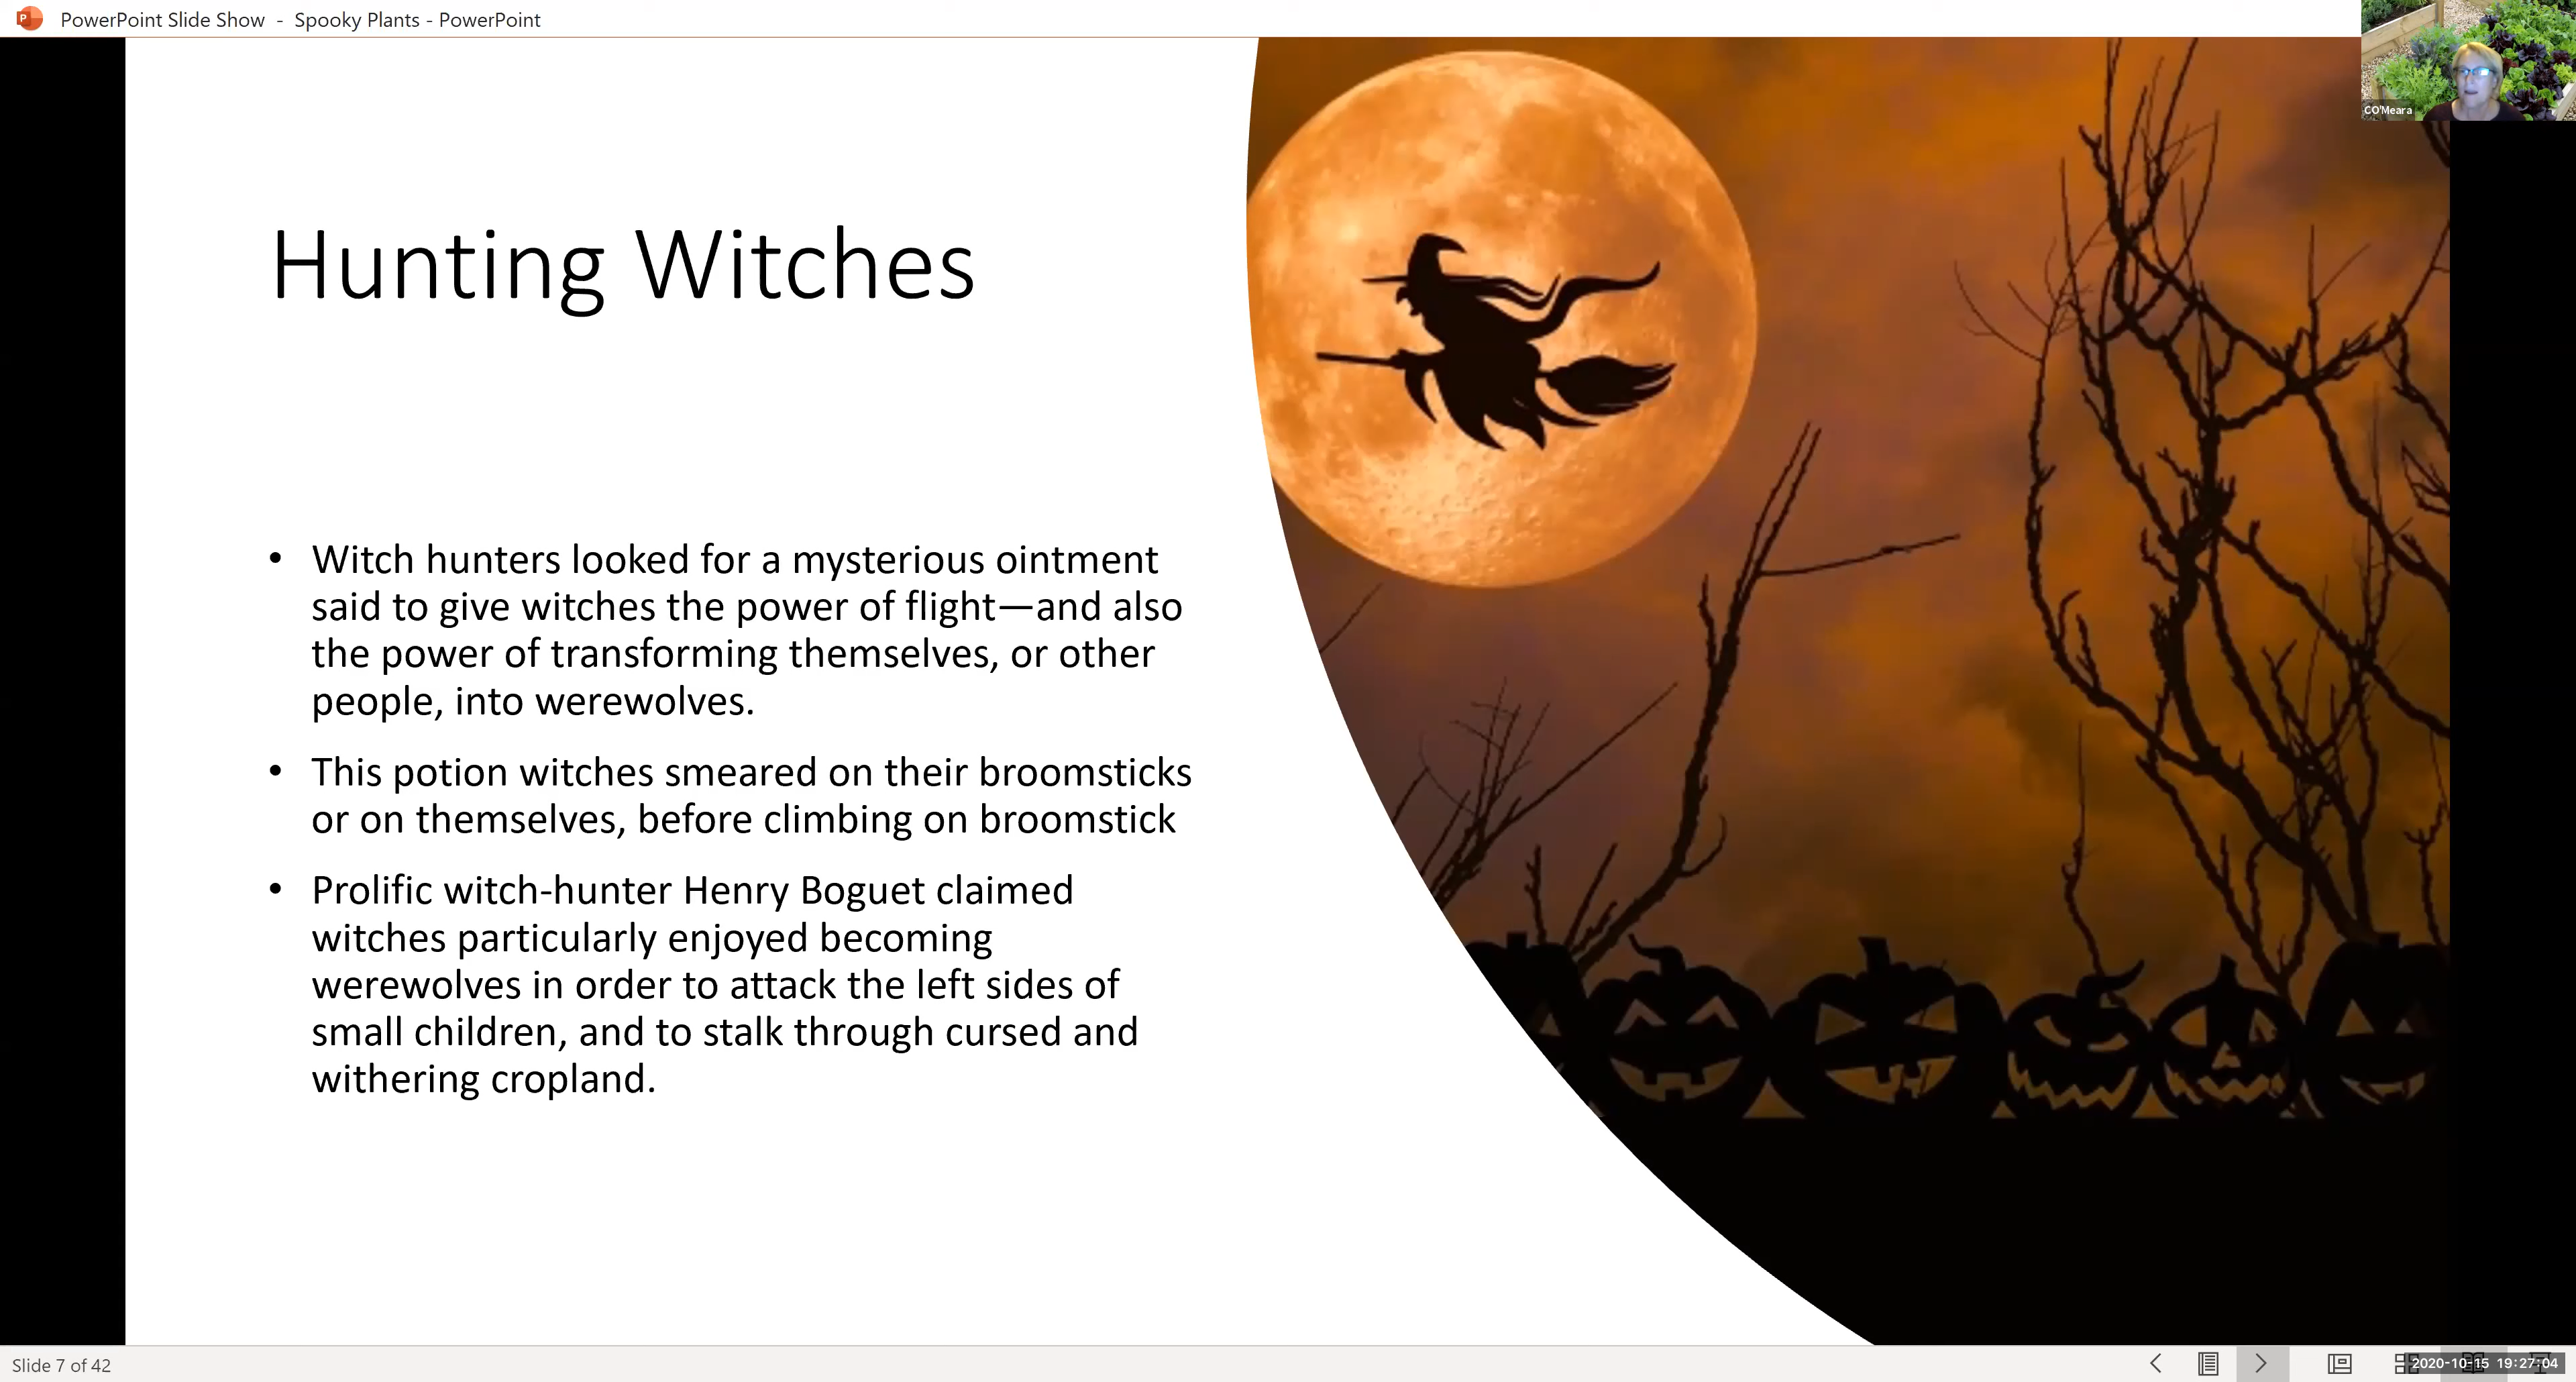 PowerPoint Slide Show - Spooky Plants - PowerPoint
CO'Meara
Hunting Witches
• Witch hunters looked for a mysterious ointment
said to give witches the power of flight—and also
the power of transforming themselves, or other
people, into werewolves.
• This potion witches smeared on their broomsticks
or on themselves, before climbing on broomstick
• Prolific witch-hunter Henry Boguet claimed
witches particularly enjoyed becoming
werewolves in order to attack the left sides of
small children, and to stalk through cursed and
withering cropland.
Slide 7 of 42
2020-10-15 19:27:04